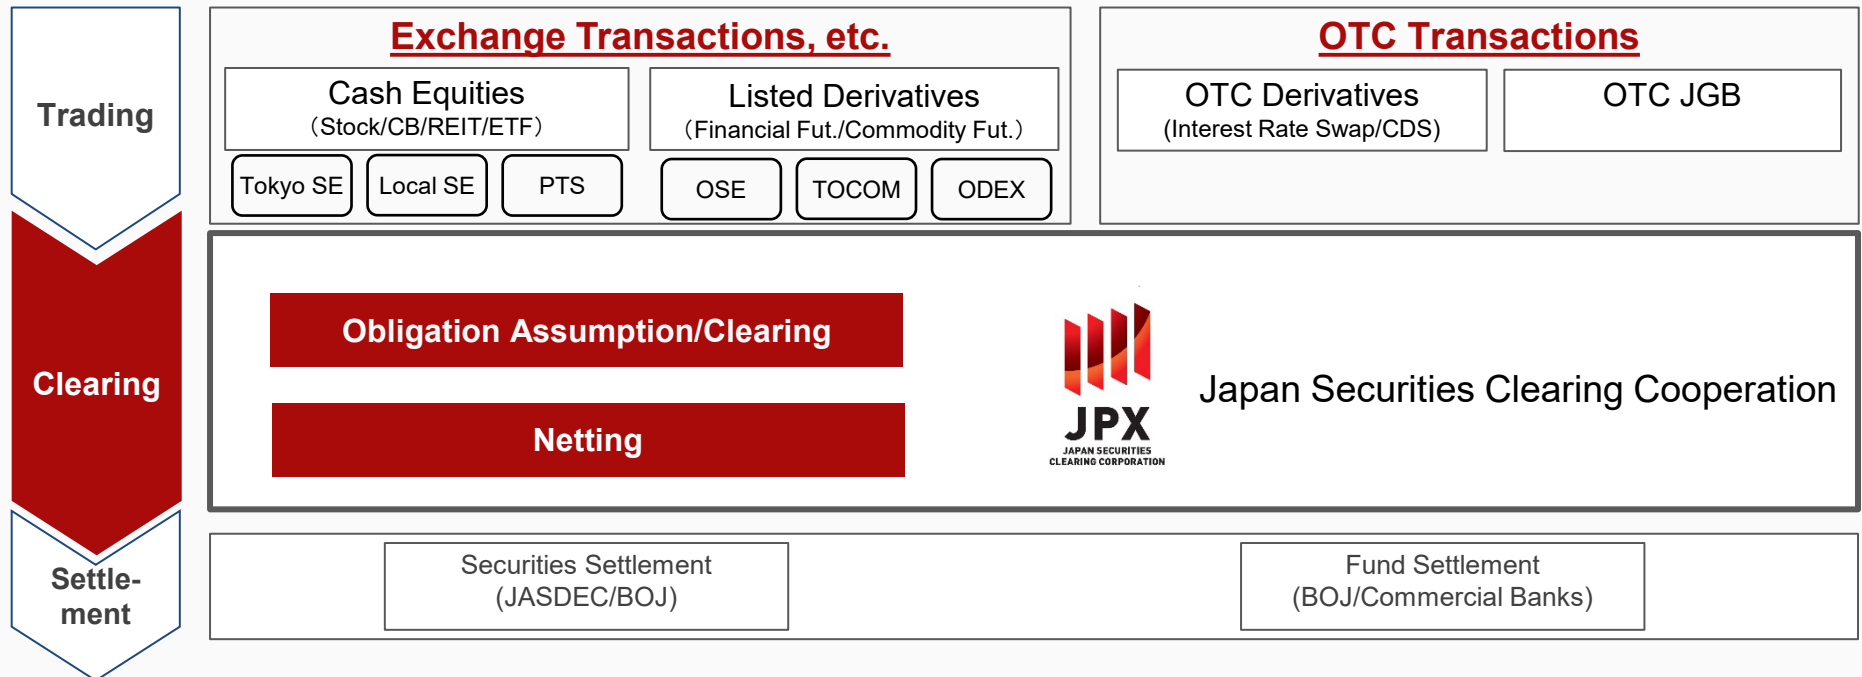 Trading
Exchange Transactions, etc.
Cash Equities
（Stock/CB/REIT/ETF）
Listed Derivatives
（Financial Fut./Commodity Fut.）
Tokyo SE
Local SE
PTS
OSE
TOCOM
ODEX
OTC Transactions
OTC Derivatives
(Interest Rate Swap/CDS)
OTC JGB
Clearing
Obligation Assumption/Clearing
Netting
JPX
JAPAN SECURITIES
CLEARING CORPORATION
Japan Securities Clearing Cooperation
Settle-
ment
Securities Settlement
(JASDEC/BOJ)
Fund Settlement
(BOJ/Commercial Banks)